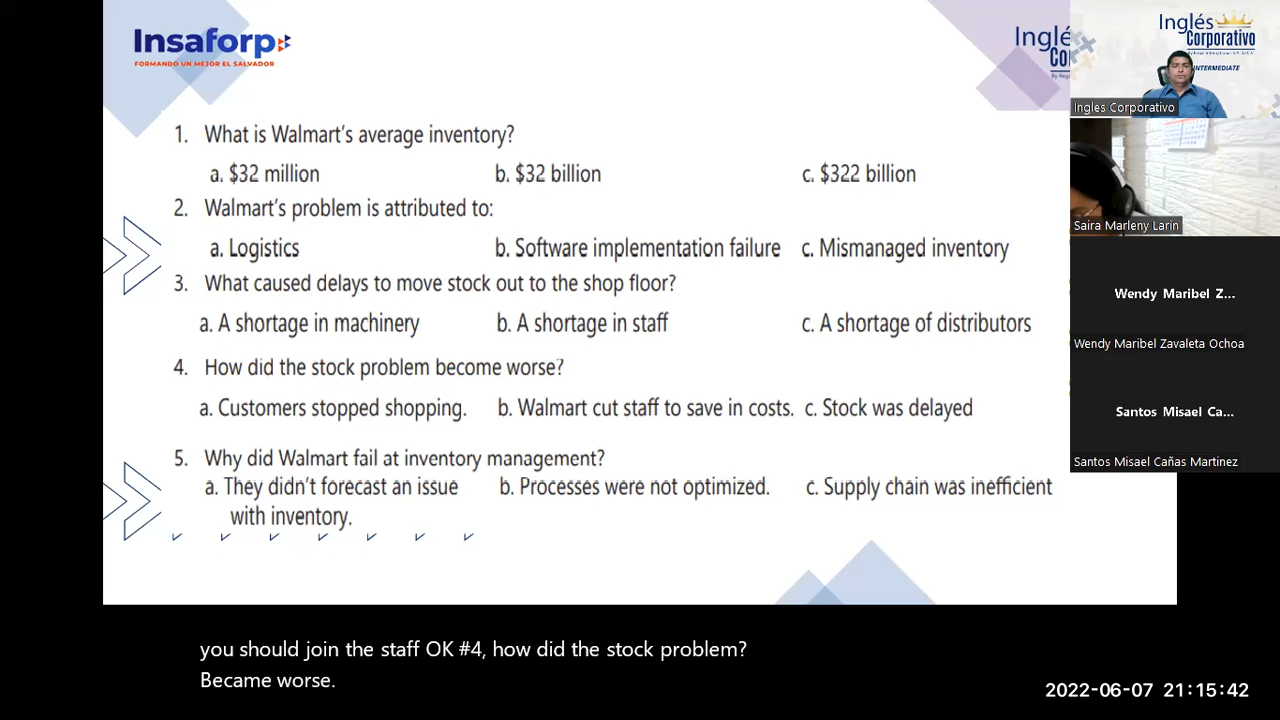 Insaforp
FORMANDO UN MEJOR EL SALVADOR
Inglé
Co
By Regal
Inglés
Corporativo
INTERMEDIATE
Ingles Corporativo
Saira Marleny Larin
Wendy Maribel Z...
Wendy Maribel Zavaleta Ochoa
Santos Misael Ca...
Santos Misael Cañas Martinez
1. What is Walmart's average inventory?
a. $32 million b. $32 billion c. $322 billion
2. Walmart's problem is attributed to:
a. Logistics b. Software implementation failure c. Mismanaged inventory
3. What caused delays to move stock out to the shop floor?
a. A shortage in machinery b. A shortage in staff c. A shortage of distributors
4. How did the stock problem become worse?
a. Customers stopped shopping. b. Walmart cut staff to save in costs. c. Stock was delayed
5. Why did Walmart fail at inventory management?
a. They didn't forecast an issue b. Processes were not optimized. c. Supply chain was inefficient
with inventory.
you should join the staff OK #4, how did the stock problem?
Became worse.
2022-06-07 21:15:42